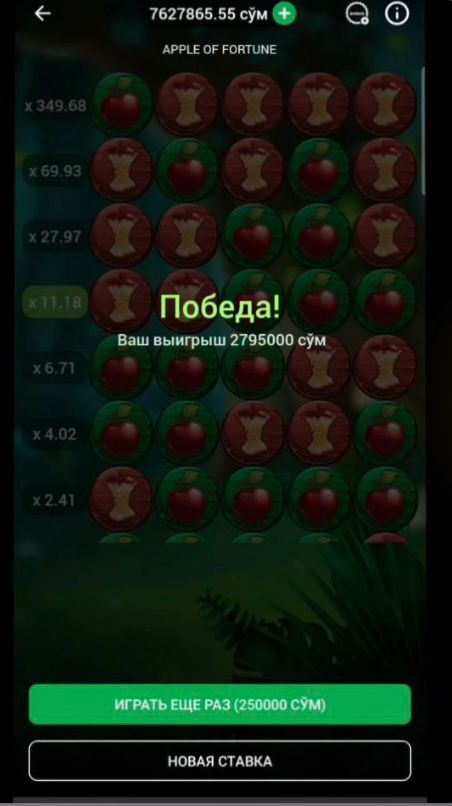 7627865.55 сўм
APPLE OF FORTUNE
x 349.68
x 69.93
x 27.97
x 11.18
Победа!
Ваш выигрыш 2795000 сўм
x 6.71
x 4.02
x 2.41
ИГРАТЬ ЕЩЕ РАЗ (250000 СЎМ)
НОВАЯ СТАВКА